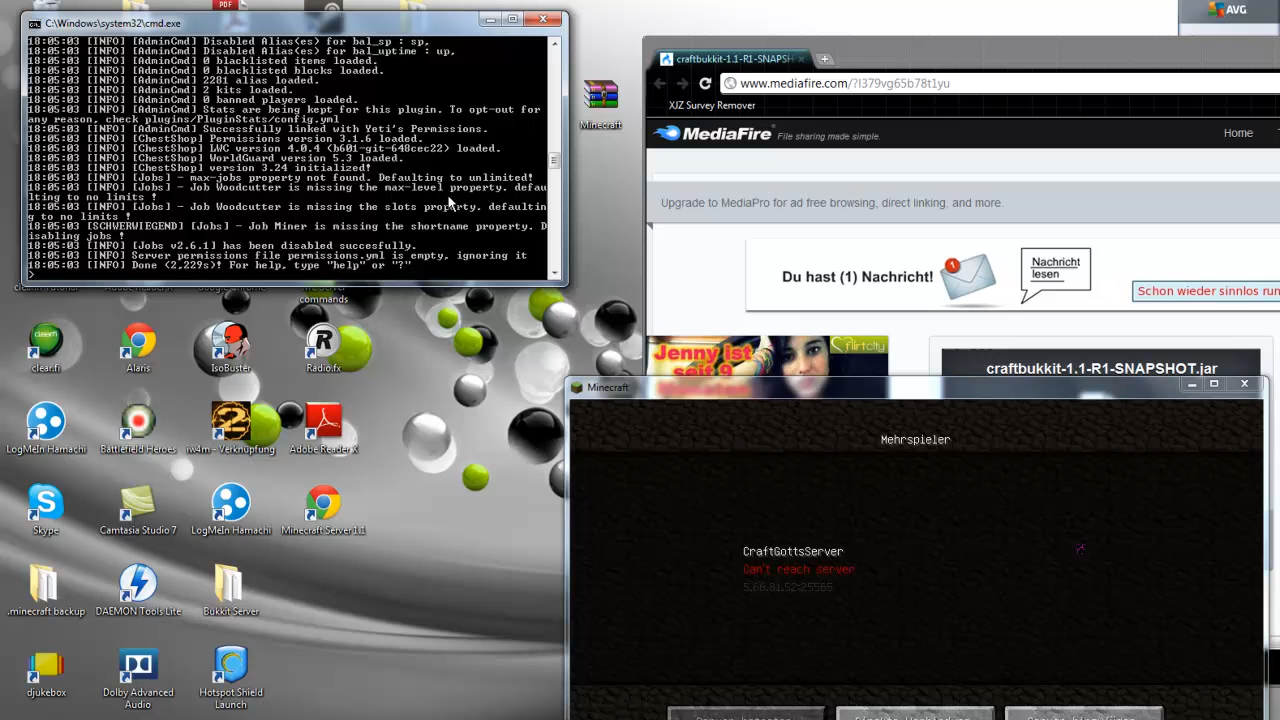 PDF
AVG
C:\Windows\system32\cmd.exe
18:05:03 [INFO] [AdminCmd] Disabled Alias(es) for bal_sp : sp,
18:05:03 [INFO] [AdminCmd] Disabled Alias(es) for bal_uptime : up,
18:05:03 [INFO] [AdminCmd] 0 blacklisted items loaded.
18:05:03 [INFO] [AdminCmd] 0 blacklisted blocks loaded.
18:05:03 [INFO] [AdminCmd] 2281 alias loaded.
18:05:03 [INFO] [AdminCmd] 2 kits loaded.
18:05:03 [INFO] [AdminCmd] 0 banned players loaded.
18:05:03 [INFO] [AdminCmd] Stats are being kept for this plugin. To opt-out for
any reason, check plugins/PluginStats/config.yml
18:05:03 [INFO] [AdminCmd] Successfully linked with Yeti's Permissions.
18:05:03 [INFO] [ChestShop] Permissions version 3.1.6 loaded.
18:05:03 [INFO] [ChestShop] LWC version 4.0.4 (b601-git-648cec22) loaded.
18:05:03 [INFO] [ChestShop] WorldGuard version 5.3 loaded.
18:05:03 [INFO] [ChestShop] version 3.24 initialized!
18:05:03 [INFO] [Jobs] - max-jobs property not found. Defaulting to unlimited!
18:05:03 [INFO] [Jobs] - Job Woodcutter is missing the max-level property. defau
lting to no limits !
18:05:03 [INFO] [Jobs] - Job Woodcutter is missing the slots property. defaultin
g to no limits !
18:05:03 [SCHWERWIEGEND] [Jobs] - Job Miner is missing the shortname property. D
isabling jobs !
18:05:03 [INFO] [Jobs v2.6.1] has been disabled succesfully.
18:05:03 [INFO] Server permissions file permissions.yml is empty, ignoring it
18:05:03 [INFO] Done (2,229s)! For help, type "help" or "?"
>
Minecraft
craftbukkit-1.1-R1-SNAPSH
www.mediafire.com/?l379vg65b78t1yu
XJZ Survey Remover
MediaFire File sharing made simple.
Home
Upgrade to MediaPro for ad free browsing, direct linking, and more.
Du hast (1) Nachricht!
1
Nachricht
lesen
Schon wieder sinnlos run
Jenny ist
seit 9
flirtcity
craftbukkit-1.1-R1-SNAPSHOT.jar
commands
clear.fi
Alaris
IsoBuster
Radio.fx
LogMeIn Hamachi
Battlefield Heroes
iw4m - Verknüpfung
Adobe Reader X
Skype
Camtasia Studio 7
LogMeIn Hamachi
Minecraft Server 1.1
.minecraft backup
DAEMON Tools Lite
Bukkit Server
djukebox
Dolby Advanced
Audio
Hotspot Shield
Launch
Minecraft
Mehrspieler
CraftGottsServer
Can't reach server
5.66.81.52:25565